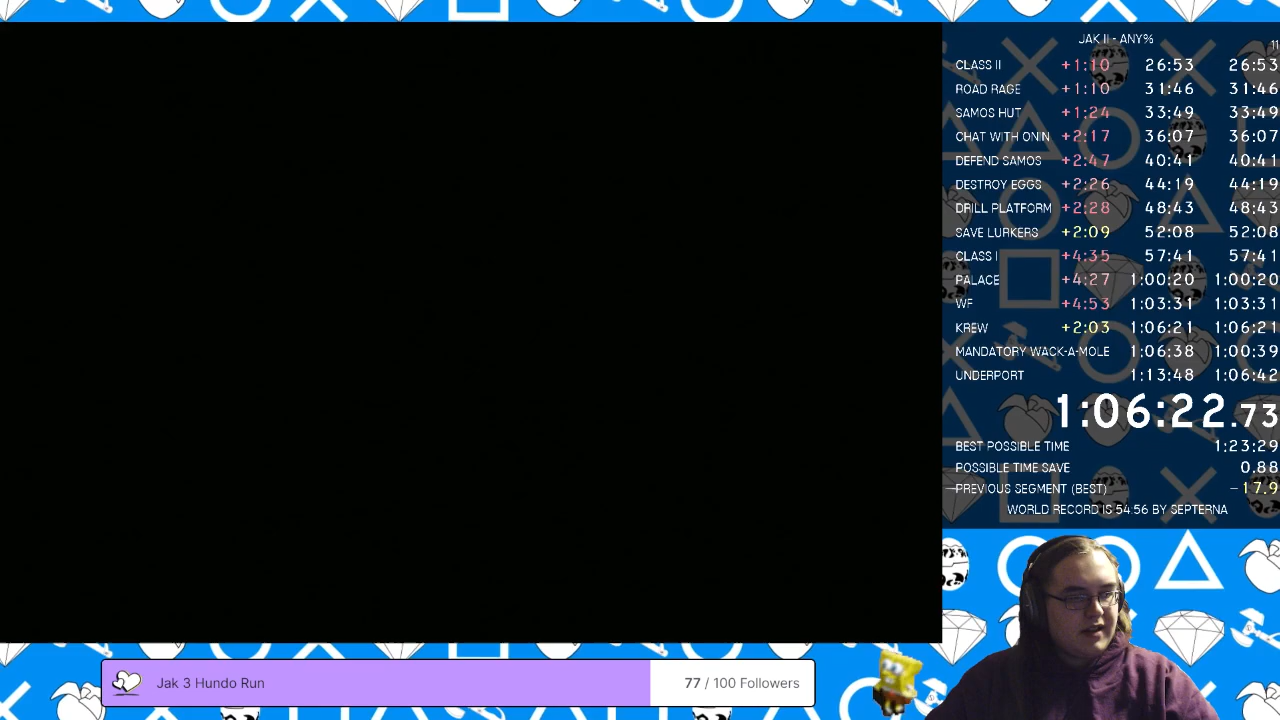 JAK II - ANY%
11
CLASS II +1:10 26:53 26:53
ROAD RAGE +1:10 31:46 31:46
SAMOS HUT +1:24 33:49 33:49
CHAT WITH ONIN +2:17 36:07 36:07
DEFEND SAMOS +2:47 40:41 40:41
DESTROY EGGS +2:26 44:19 44:19
DRILL PLATFORM +2:28 48:43 48:43
SAVE LURKERS +2:09 52:08 52:08
CLASS I +4:35 57:41 57:41
PALACE +4:27 1:00:20 1:00:20
WF +4:53 1:03:31 1:03:31
KREW +2:03 1:06:21 1:06:21
MANDATORY WACK-A-MOLE 1:06:38 1:00:39
UNDERPORT 1:13:48 1:06:42
1:06:22.73
BEST POSSIBLE TIME 1:23:29
POSSIBLE TIME SAVE 0.88
PREVIOUS SEGMENT (BEST) -17.9
WORLD RECORD IS 54:56 BY SEPTERNA
Jak 3 Hundo Run 77 / 100 Followers